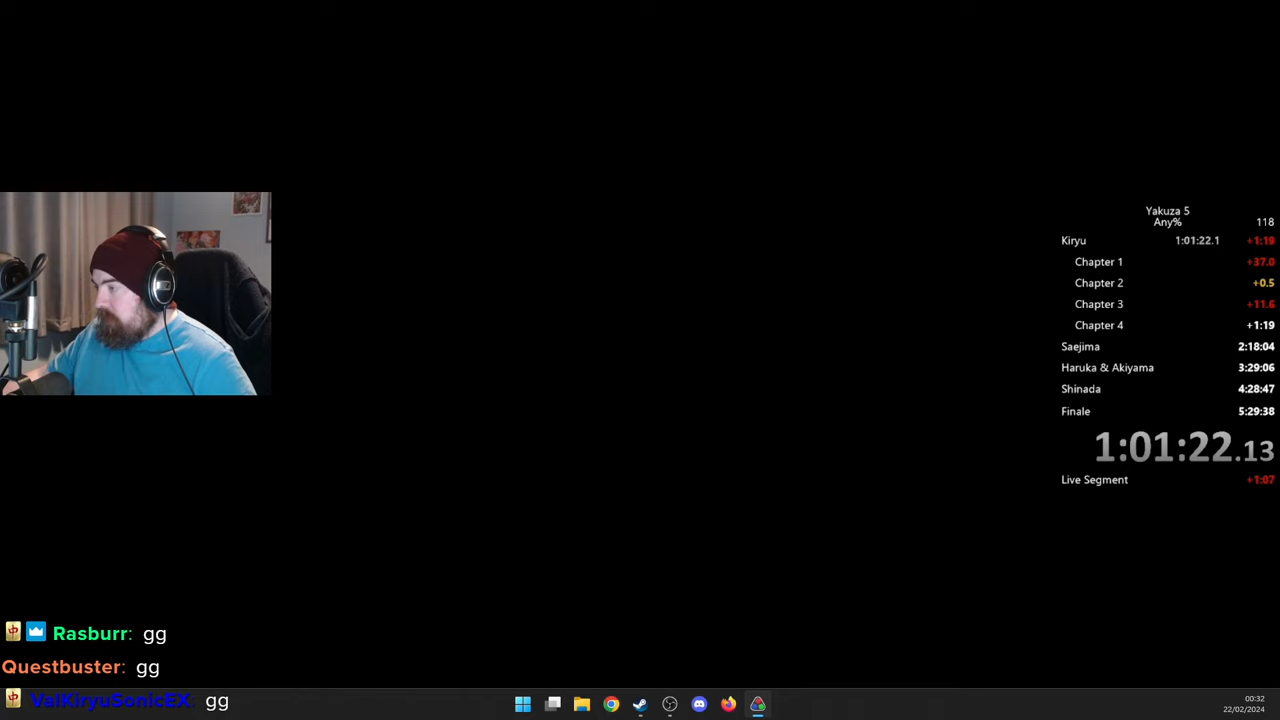 Yakuza 5
Any% 118
Kiryu 1:01:22.1 +1:19
Chapter 1 +37.0
Chapter 2 +0.5
Chapter 3 +11.6
Chapter 4 +1:19
Saejima 2:18:04
Haruka & Akiyama 3:29:06
Shinada 4:28:47
Finale 5:29:38
1:01:22.13
Live Segment +1:07
中 Rasburr: gg
Questbuster: gg
中 ValKiryuSonicEX: gg
00:32
22/02/2024